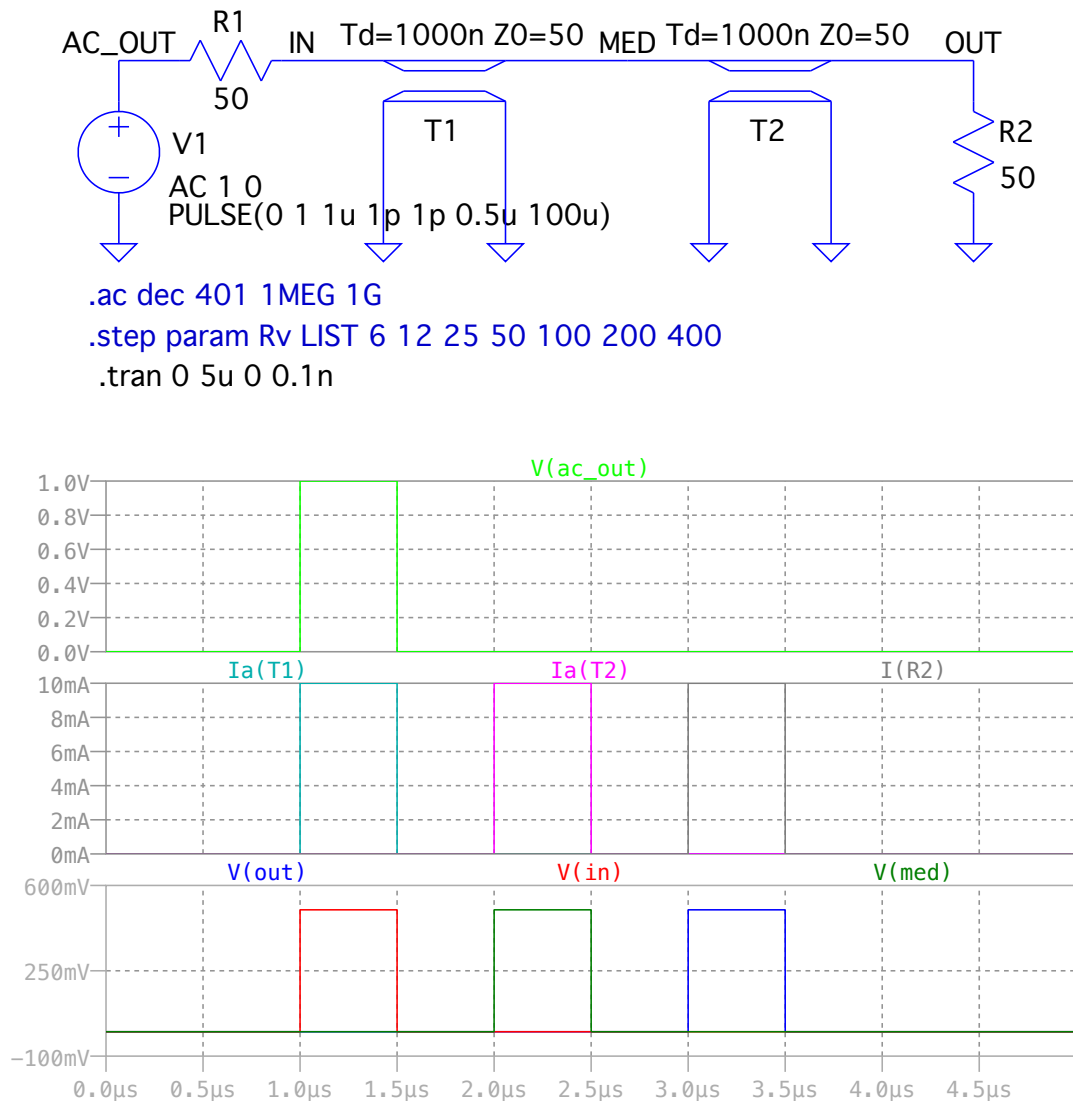 R1
AC_OUT IN Td=1000n Z0=50 MED Td=1000n Z0=50 OUT
50
+ T1 T2 R2
V1
− 50
AC 1 0
PULSE(0 1 1u 1p 1p 0.5u 100u)
.ac dec 401 1MEG 1G
.step param Rv LIST 6 12 25 50 100 200 400
.tran 0 5u 0 0.1n
V(ac_out)
1.0V
0.8V
0.6V
0.4V
0.2V
0.0V
Ia(T1) Ia(T2) I(R2)
10mA
8mA
6mA
4mA
2mA
0mA
V(out) V(in) V(med)
600mV
250mV
-100mV
0.0µs 0.5µs 1.0µs 1.5µs 2.0µs 2.5µs 3.0µs 3.5µs 4.0µs 4.5µs